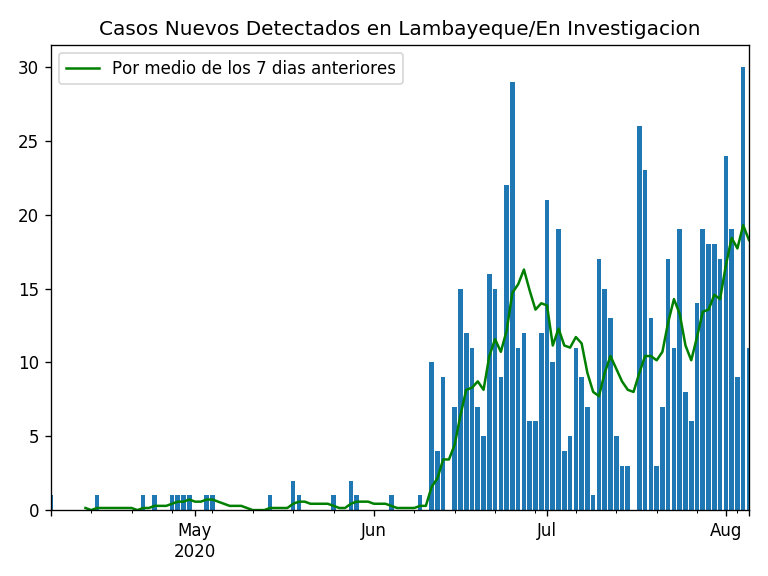 Casos Nuevos Detectados en Lambayeque/En Investigacion
Por medio de los 7 dias anteriores
30
25
20
15
10
5
0
May
2020
Jun
Jul
Aug